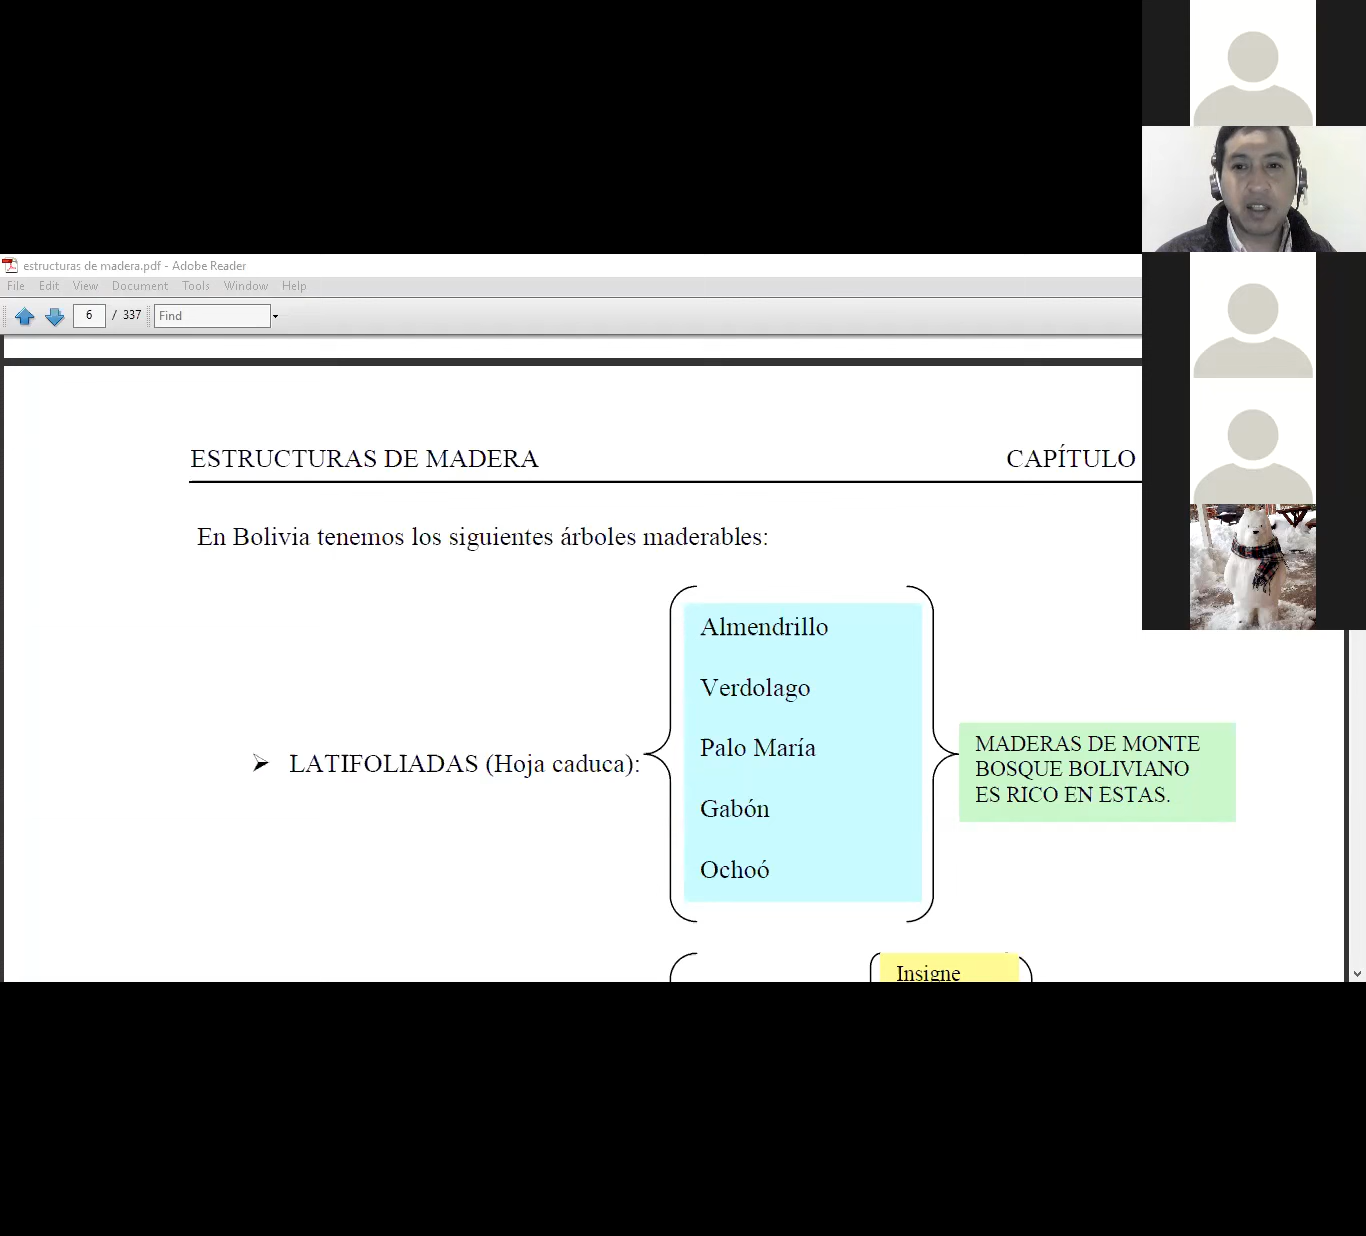 estructuras de madera.pdf - Adobe Reader
File Edit View Document Tools Window Help
6 / 337 Find
ESTRUCTURAS DE MADERA CAPÍTULO
En Bolivia tenemos los siguientes árboles maderables:
Almendrillo
Verdolago
Palo María
➢ LATIFOLIADAS (Hoja caduca):
Gabón
Ochoó
MADERAS DE MONTE
BOSQUE BOLIVIANO
ES RICO EN ESTAS.
Insigne